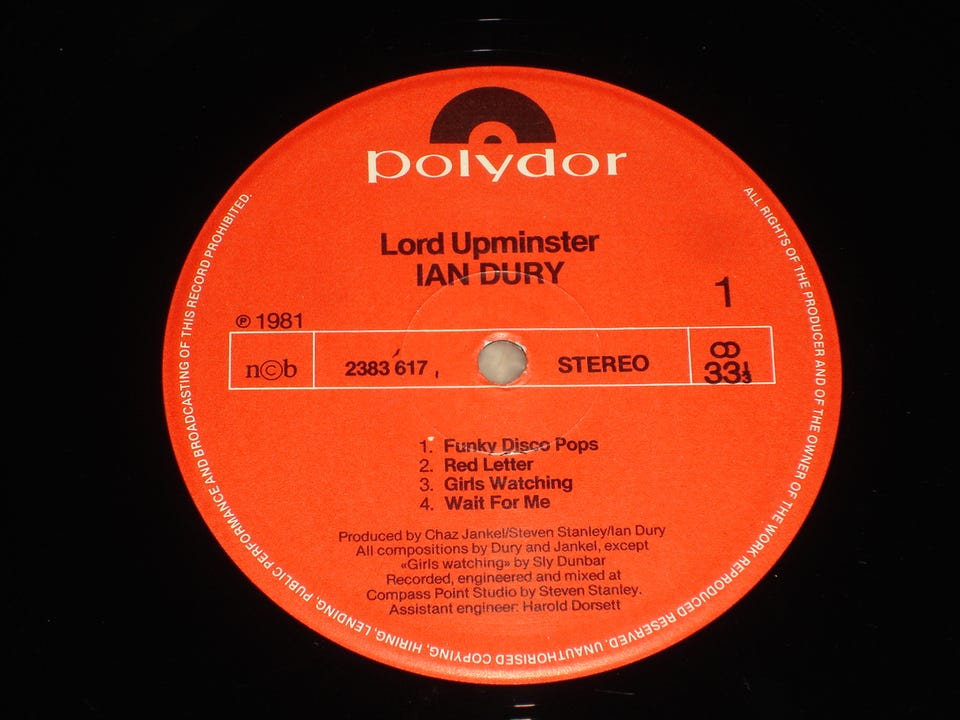 polydor
Lord Upminster
IAN DURY
1
℗ 1981
n©b
2383 617
STEREO
33⅓
1. Funky Disco Pops
2. Red Letter
3. Girls Watching
4. Wait For Me
Produced by Chaz Jankel/Steven Stanley/Ian Dury
All compositions by Dury and Jankel, except
«Girls watching» by Sly Dunbar
Recorded, engineered and mixed at
Compass Point Studio by Steven Stanley.
Assistant engineer: Harold Dorsett
ALL RIGHTS OF THE PRODUCER AND OF THE OWNER OF THE WORK REPRODUCED RESERVED. UNAUTHORISED COPYING, HIRING, LENDING, PUBLIC PERFORMANCE AND BROADCASTING OF THIS RECORD PROHIBITED.